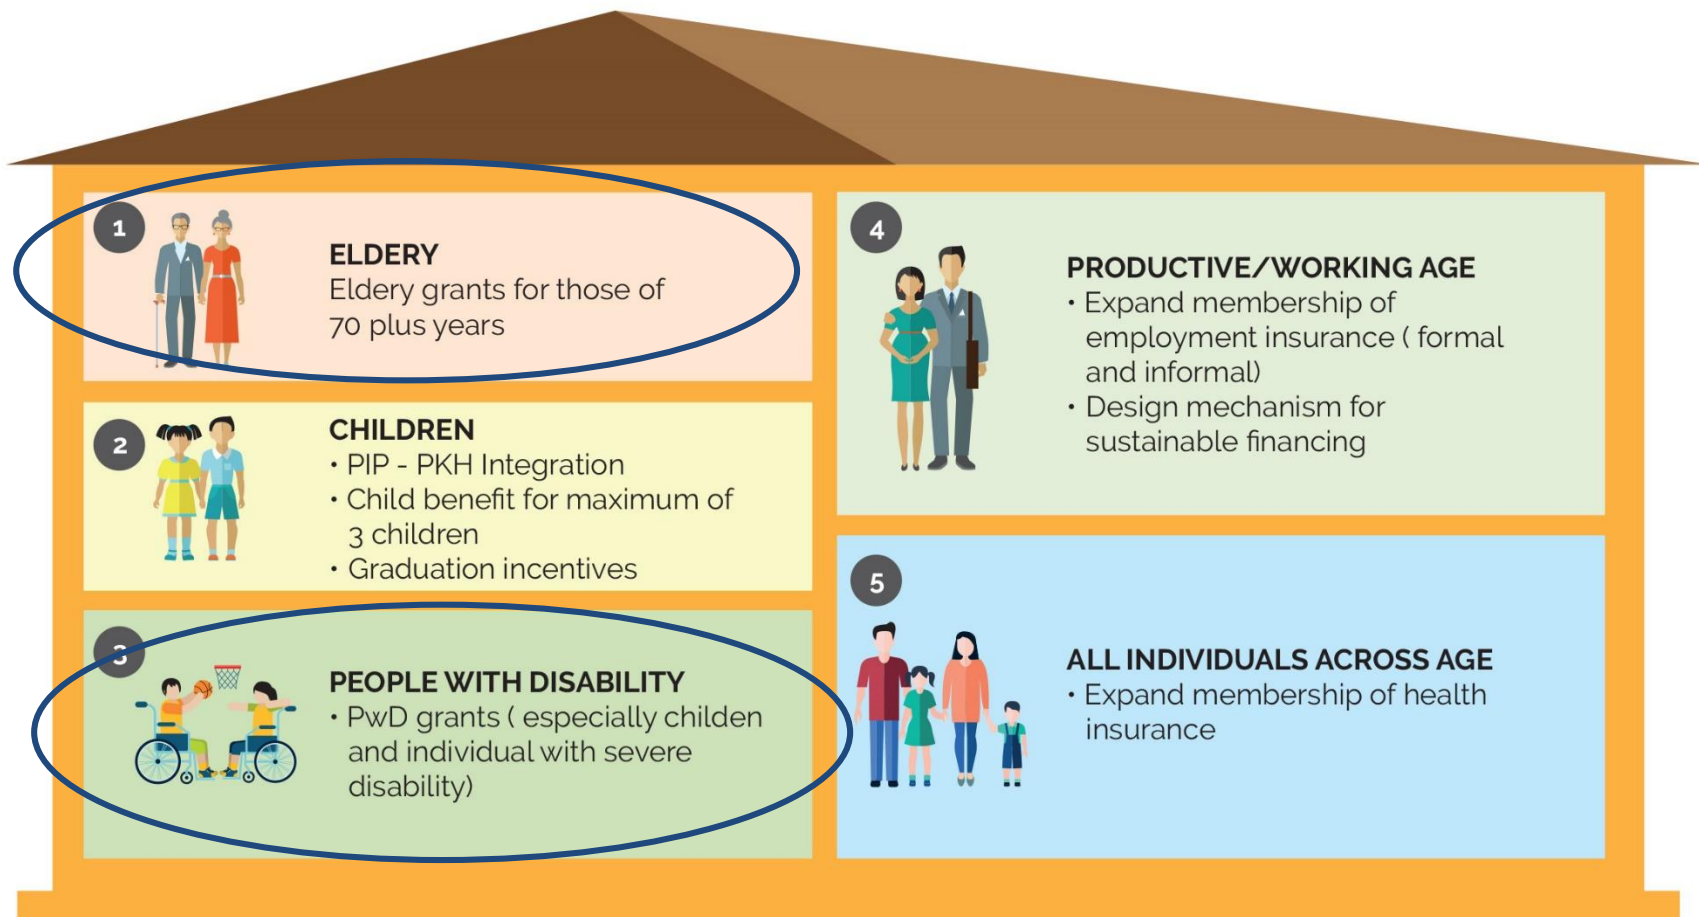 1
ELDERY
Eldery grants for those of
70 plus years
2
CHILDREN
• PIP - PKH Integration
• Child benefit for maximum of
3 children
• Graduation incentives
3
PEOPLE WITH DISABILITY
• PwD grants ( especially childen
and individual with severe
disability)
4
PRODUCTIVE/WORKING AGE
• Expand membership of
employment insurance ( formal
and informal)
• Design mechanism for
sustainable financing
5
ALL INDIVIDUALS ACROSS AGE
• Expand membership of health
insurance